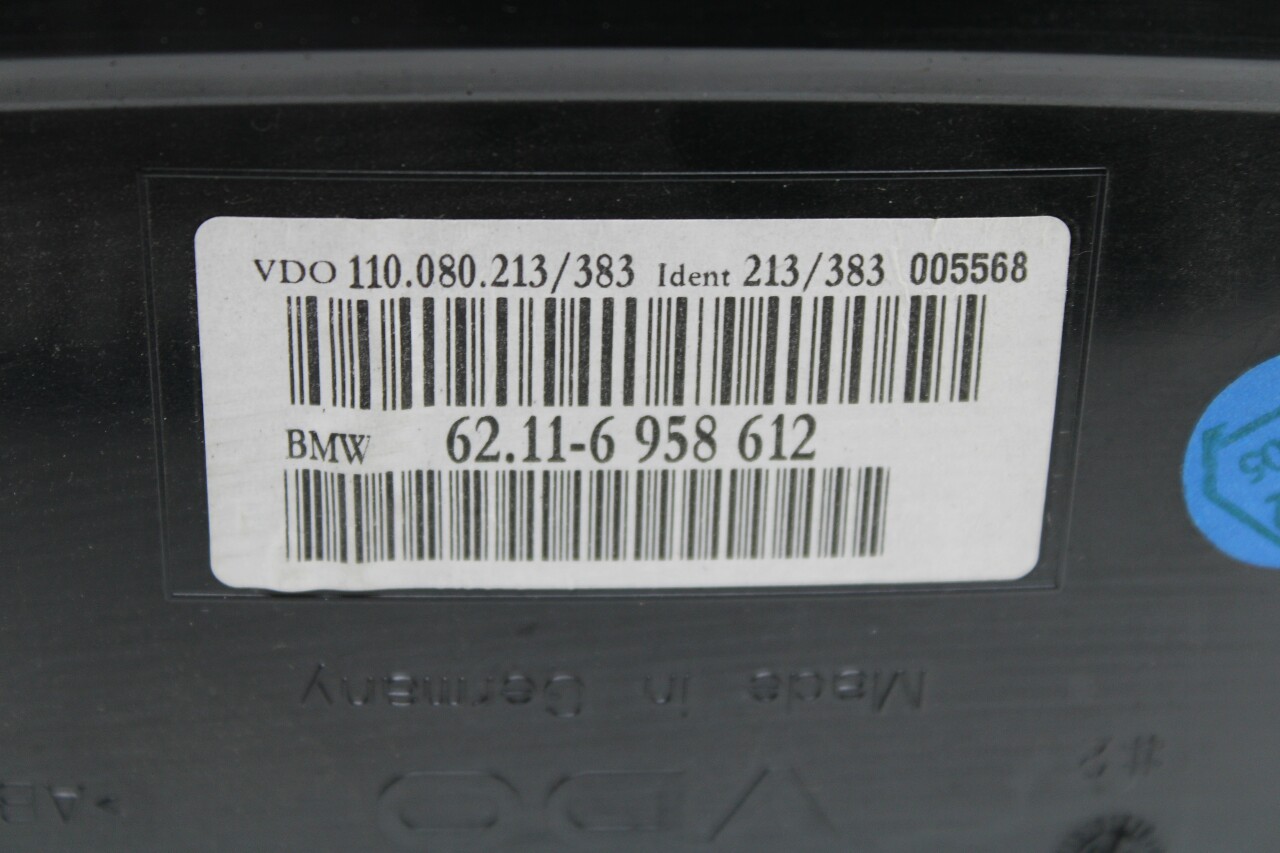 VDO 110.080.213/383 Ident 213/383 005568
BMW 62.11-6 958 612
Made in Germany
VDO
#2